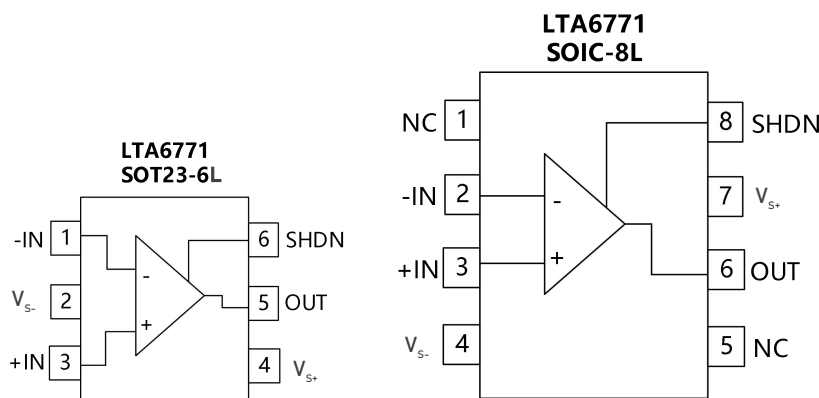 LTA6771
SOT23-6L
-IN 1
6 SHDN
-
VS- 2
5 OUT
+
+IN 3
4 VS+
LTA6771
SOIC-8L
NC 1
8 SHDN
-IN 2
-
7 VS+
+IN 3
+
6 OUT
VS- 4
5 NC